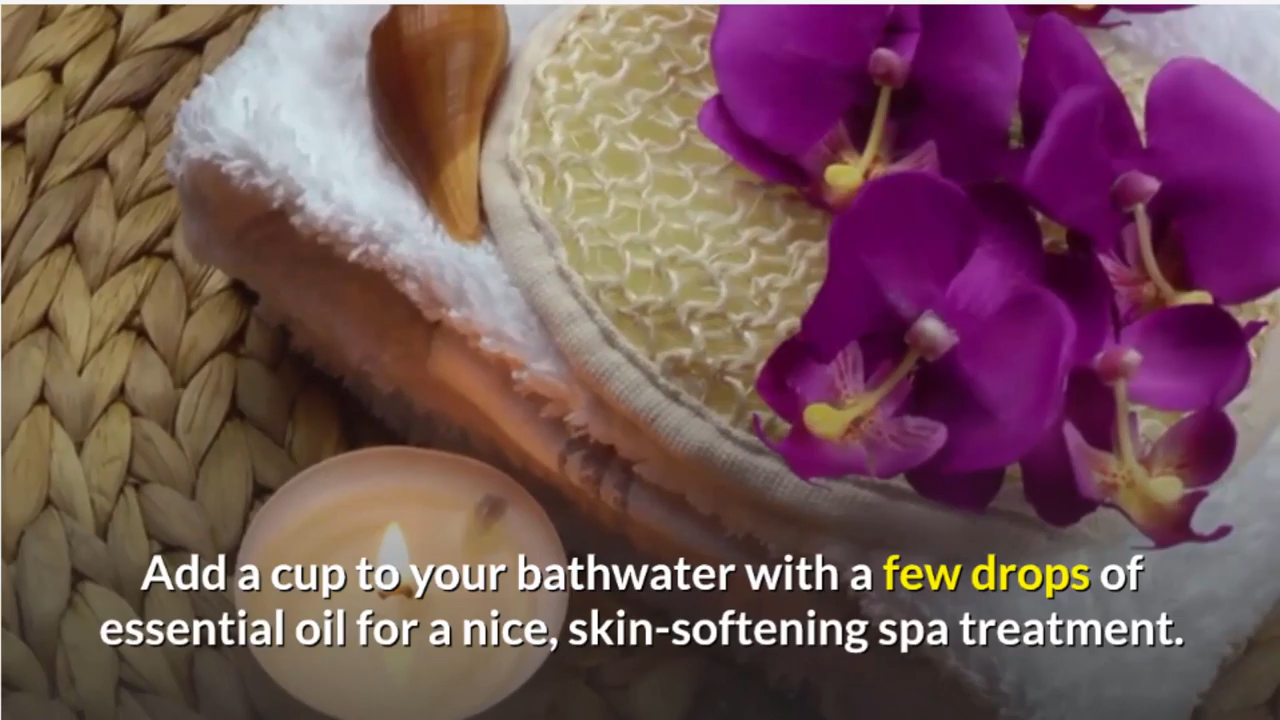 Add a cup to your bathwater with a few drops of
essential oil for a nice, skin-softening spa treatment.